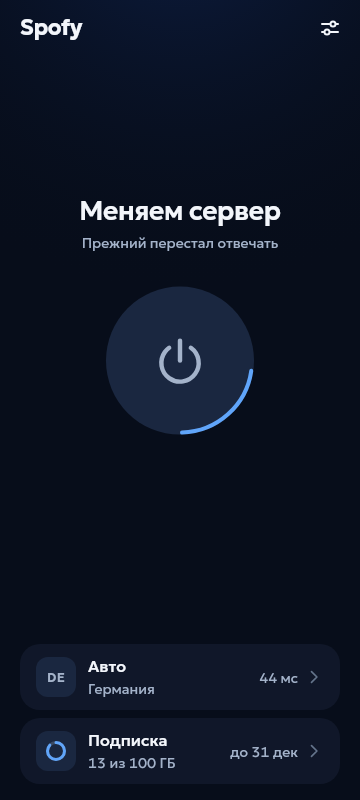 Spofy
Меняем сервер
Прежний перестал отвечать
DE
Авто
Германия
44 мс
Подписка
13 из 100 ГБ
до 31 дек